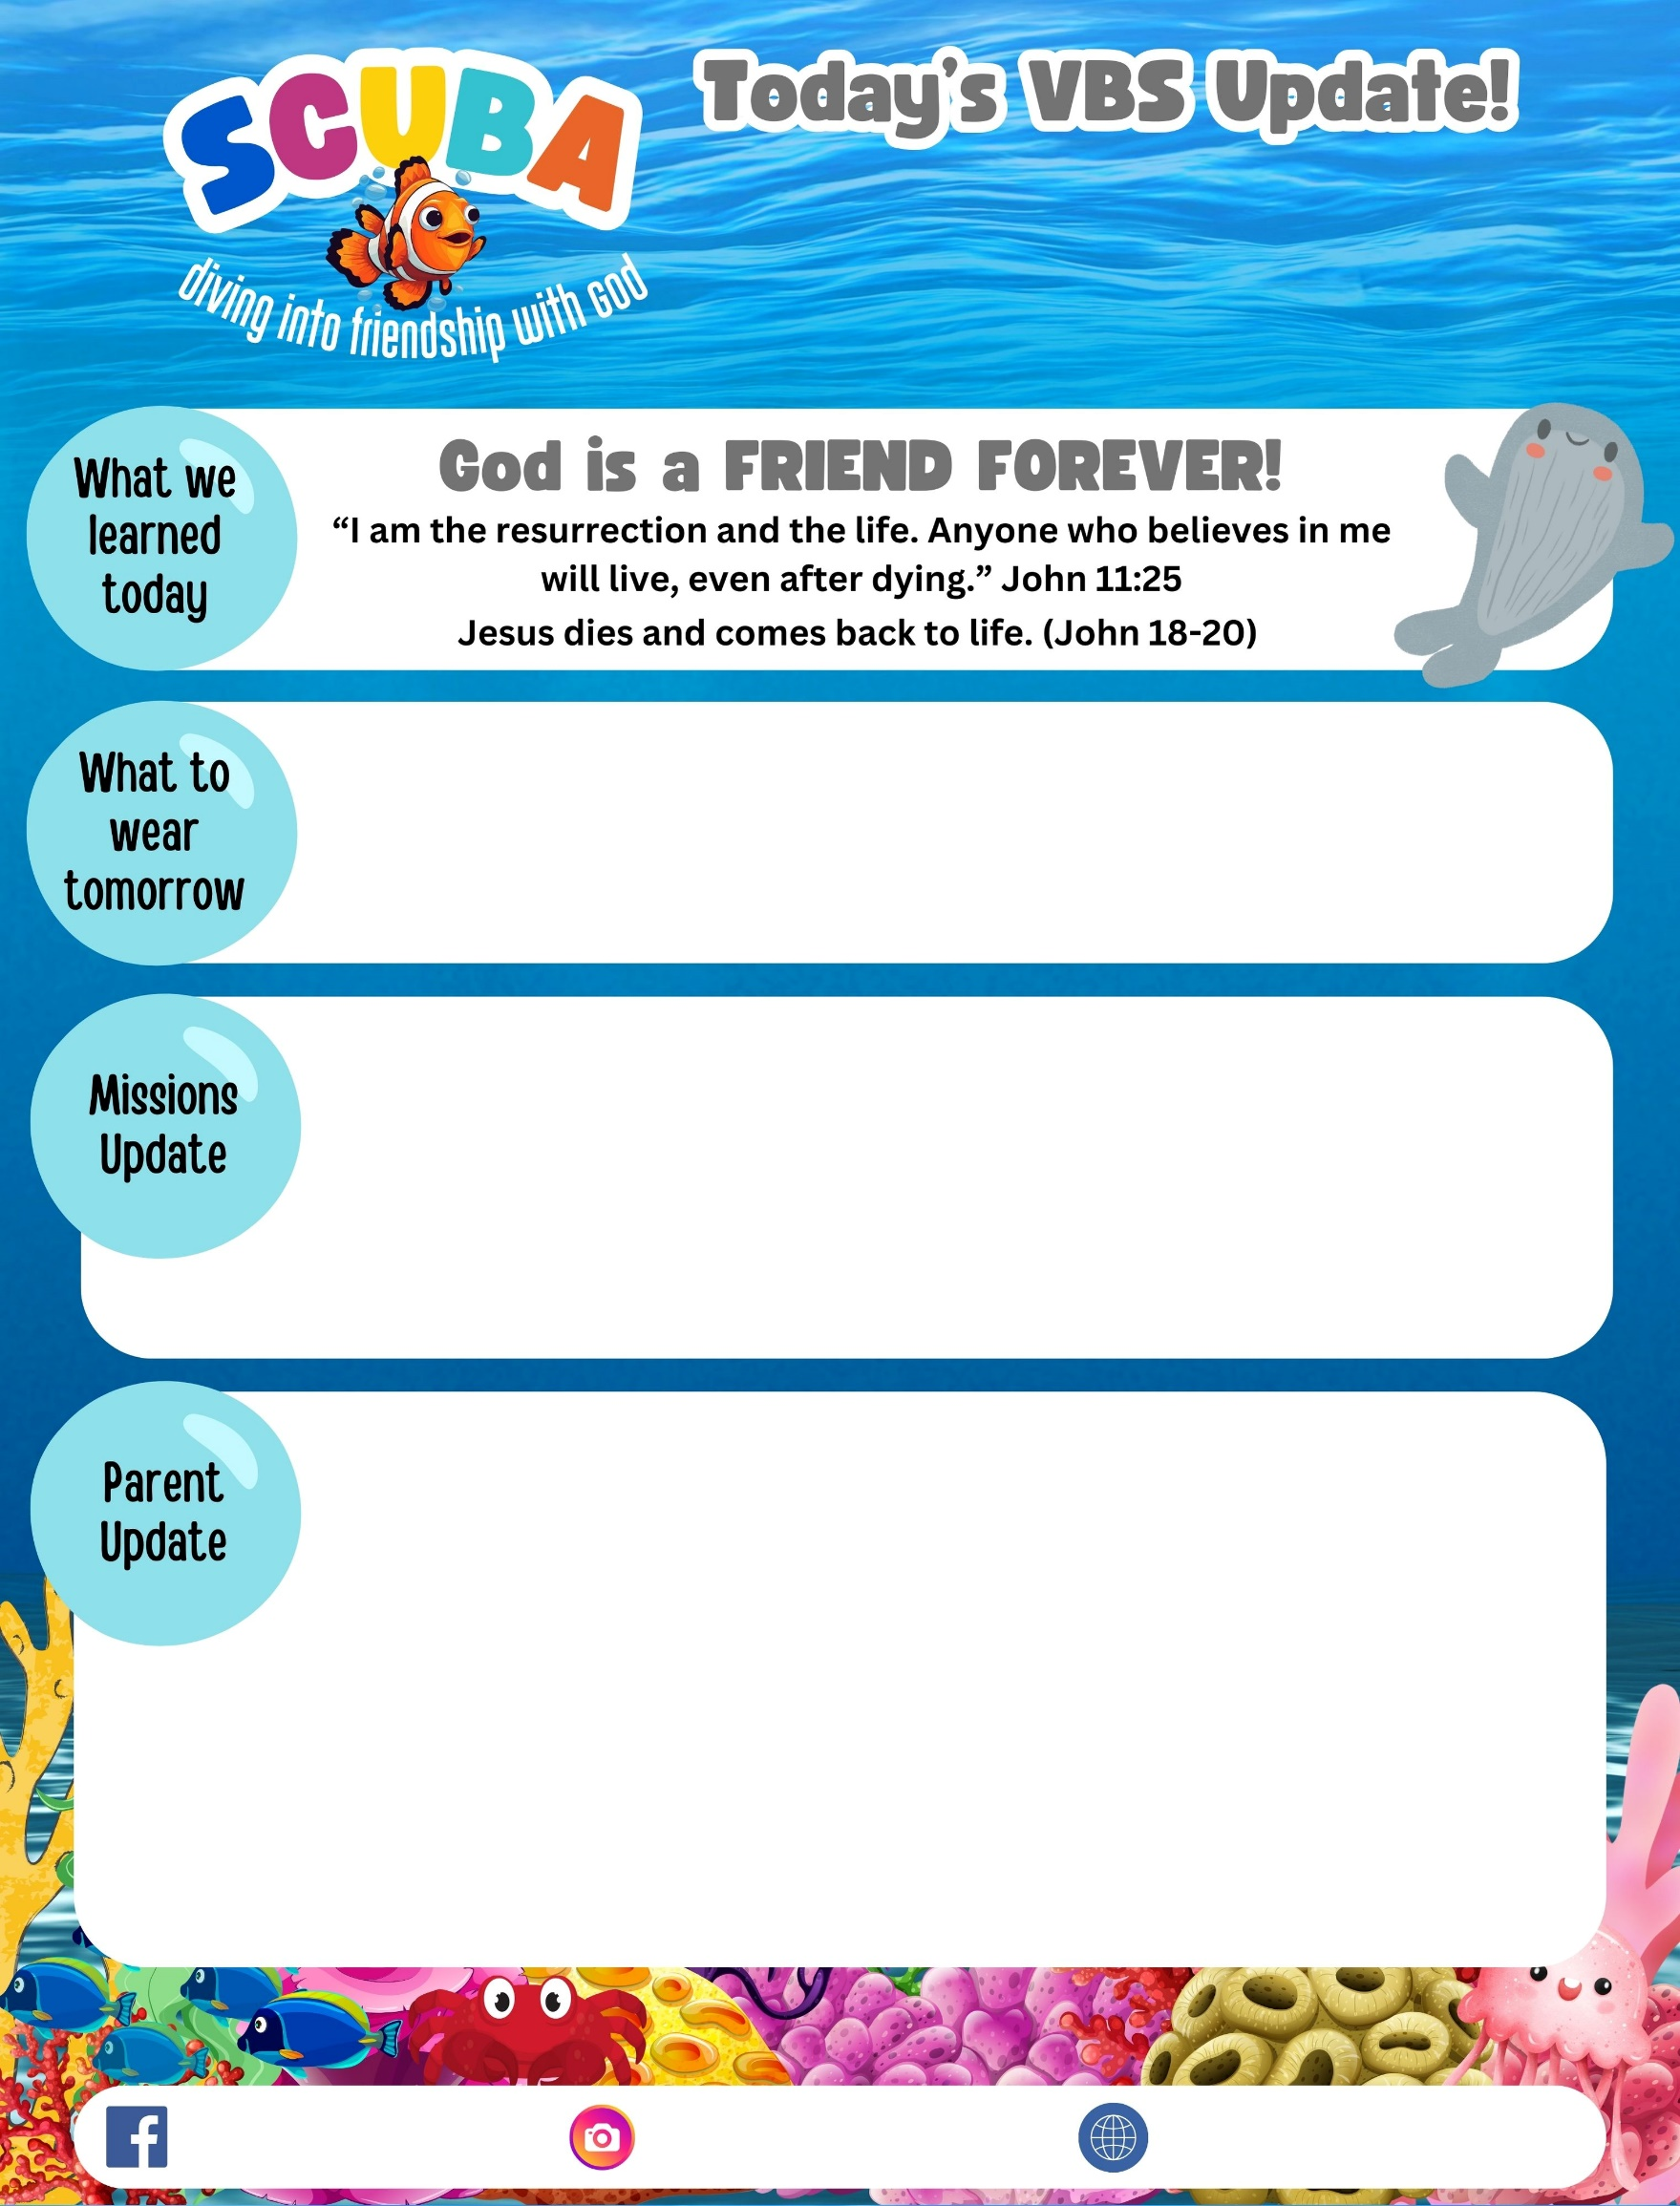 SCUBA
diving into friendship with GOD
Today's VBS Update!
What we
learned
today
God is a FRIEND FOREVER!
“I am the resurrection and the life. Anyone who believes in me
will live, even after dying.” John 11:25
Jesus dies and comes back to life. (John 18-20)
What to
wear
tomorrow
Missions
Update
Parent
Update